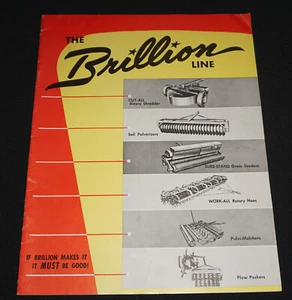 THE
Brillion
LINE
CUT-ALL
Rotary Shredder
Soil Pulverizers
SURE-STAND Grass Seeders
WORK-ALL Rotary Hoes
Pulvi-Mulchers
Plow Packers
IF BRILLION MAKES IT
IT MUST BE GOOD!